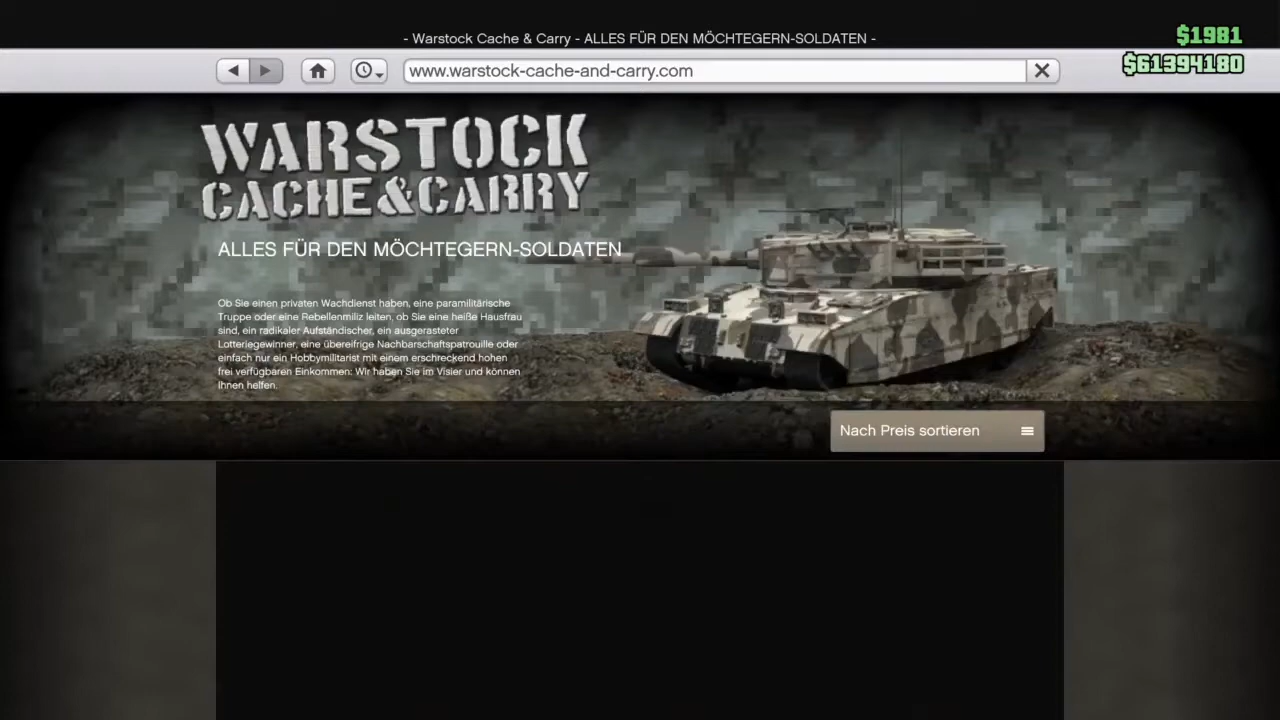 - Warstock Cache & Carry - ALLES FÜR DEN MÖCHTEGERN-SOLDATEN -
$1981
$61394180
www.warstock-cache-and-carry.com
WARSTOCK
CACHE&CARRY
ALLES FÜR DEN MÖCHTEGERN-SOLDATEN
Ob Sie einen privaten Wachdienst haben, eine paramilitärische
Truppe oder eine Rebellenmiliz leiten, ob Sie eine heiße Hausfrau
sind, ein radikaler Aufständischer, ein ausgerasteter
Lotteriegewinner, eine übereifrige Nachbarschaftspatrouille oder
einfach nur ein Hobbymilitarist mit einem erschreckend hohen
frei verfügbaren Einkommen: Wir haben Sie im Visier und können
Ihnen helfen.
Nach Preis sortieren